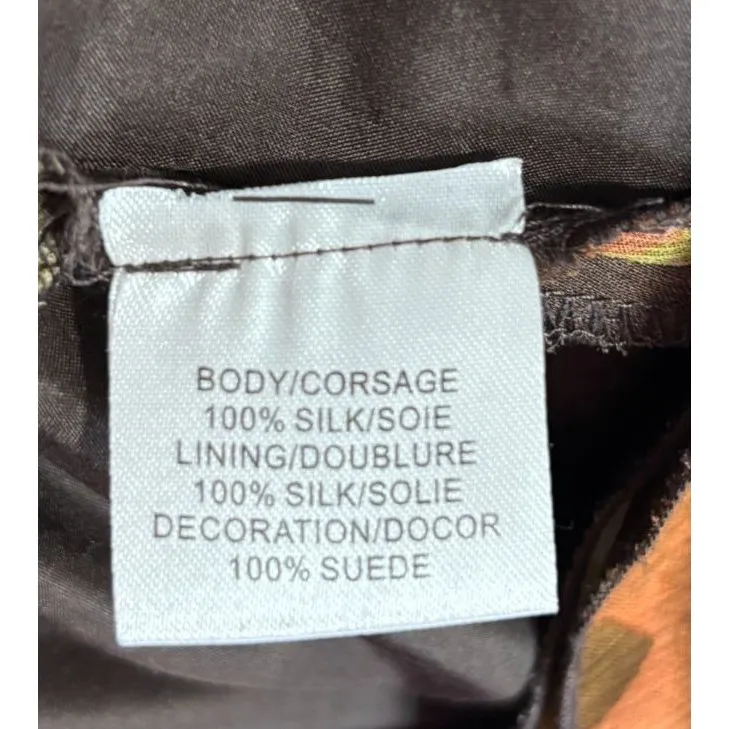 BODY/CORSAGE
100% SILK/SOIE
LINING/DOUBLURE
100% SILK/SOLIE
DECORATION/DOCOR
100% SUEDE